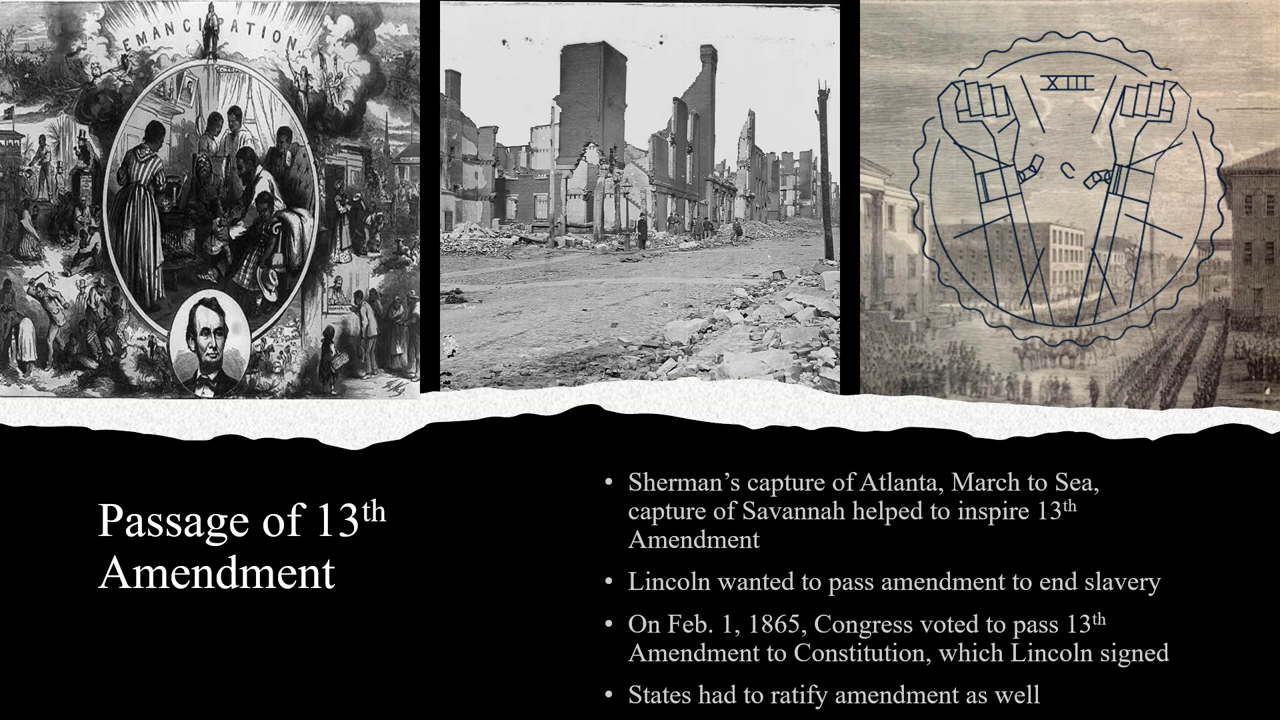 EMANCIPATION
XIII
Passage of 13th
Amendment
• Sherman’s capture of Atlanta, March to Sea,
capture of Savannah helped to inspire 13th
Amendment
• Lincoln wanted to pass amendment to end slavery
• On Feb. 1, 1865, Congress voted to pass 13th
Amendment to Constitution, which Lincoln signed
• States had to ratify amendment as well